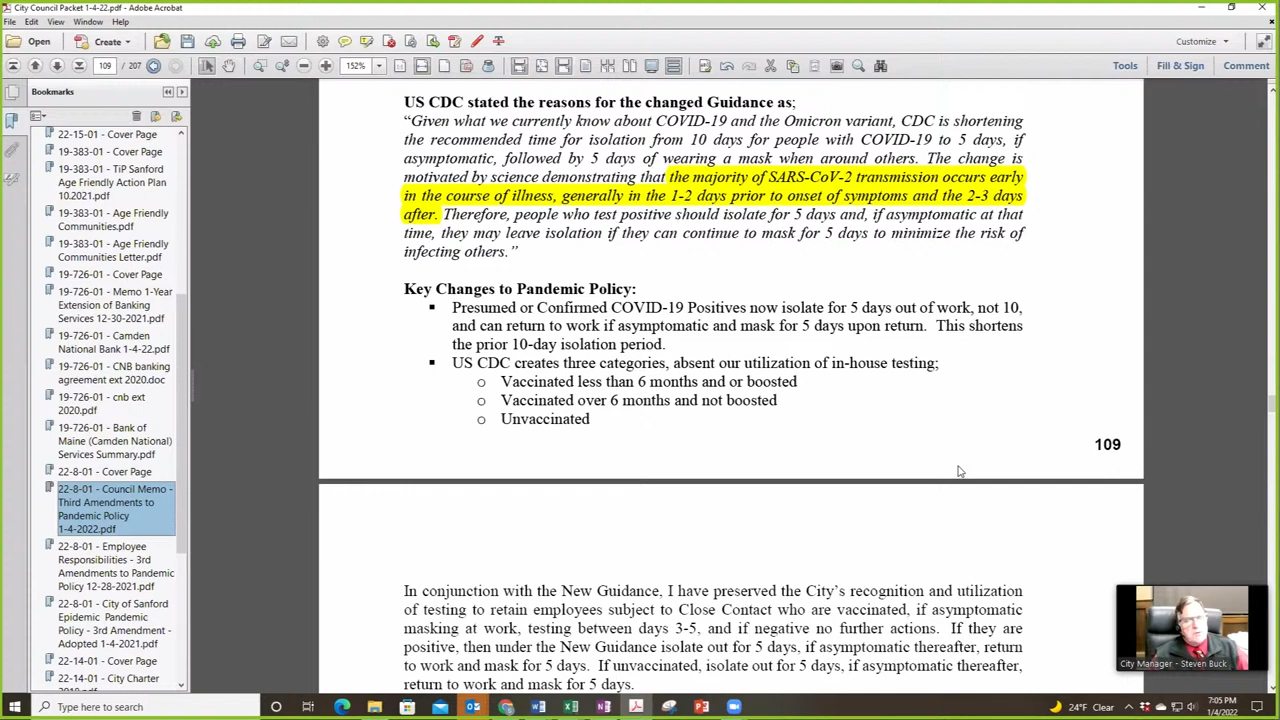 City Council Packet 1-4-22.pdf - Adobe Acrobat
File Edit View Window Help
Open Create Customize
109 / 207 152% Tools Fill & Sign Comment
Bookmarks
22-15-01 - Cover Page
19-383-01 - Cover Page
19-383-01 - TiP Sanford
Age Friendly Action Plan
10.2021.pdf
19-383-01 - Age Friendly
Communities.pdf
19-383-01 - Age Friendly
Communities Letter.pdf
19-726-01 - Cover Page
19-726-01 - Memo 1-Year
Extension of Banking
Services 12-30-2021.pdf
19-726-01 - Camden
National Bank 1-4-22.pdf
19-726-01 - CNB banking
agreement ext 2020.doc
19-726-01 - cnb ext
2020.pdf
19-726-01 - Bank of
Maine (Camden National)
Services Summary.pdf
22-8-01 - Cover Page
22-8-01 - Council Memo -
Third Amendments to
Pandemic Policy
1-4-2022.pdf
22-8-01 - Employee
Responsibilities - 3rd
Amendments to Pandemic
Policy 12-28-2021.pdf
22-8-01 - City of Sanford
Epidemic Pandemic
Policy - 3rd Amendment -
Adopted 1-4-2021.pdf
22-14-01 - Cover Page
22-14-01 - City Charter
US CDC stated the reasons for the changed Guidance as;
“Given what we currently know about COVID-19 and the Omicron variant, CDC is shortening
the recommended time for isolation from 10 days for people with COVID-19 to 5 days, if
asymptomatic, followed by 5 days of wearing a mask when around others. The change is
motivated by science demonstrating that the majority of SARS-CoV-2 transmission occurs early
in the course of illness, generally in the 1-2 days prior to onset of symptoms and the 2-3 days
after. Therefore, people who test positive should isolate for 5 days and, if asymptomatic at that
time, they may leave isolation if they can continue to mask for 5 days to minimize the risk of
infecting others.”
Key Changes to Pandemic Policy:
▪ Presumed or Confirmed COVID-19 Positives now isolate for 5 days out of work, not 10,
and can return to work if asymptomatic and mask for 5 days upon return. This shortens
the prior 10-day isolation period.
▪ US CDC creates three categories, absent our utilization of in-house testing;
o Vaccinated less than 6 months and or boosted
o Vaccinated over 6 months and not boosted
o Unvaccinated
109
In conjunction with the New Guidance, I have preserved the City’s recognition and utilization
of testing to retain employees subject to Close Contact who are vaccinated, if asymptomatic
masking at work, testing between days 3-5, and if negative no further actions. If they are
positive, then under the New Guidance isolate out for 5 days, if asymptomatic thereafter, return
to work and mask for 5 days. If unvaccinated, isolate out for 5 days, if asymptomatic thereafter,
return to work and mask for 5 days.
City Manager - Steven Buck
Type here to search
24°F Clear
7:05 PM
1/4/2022